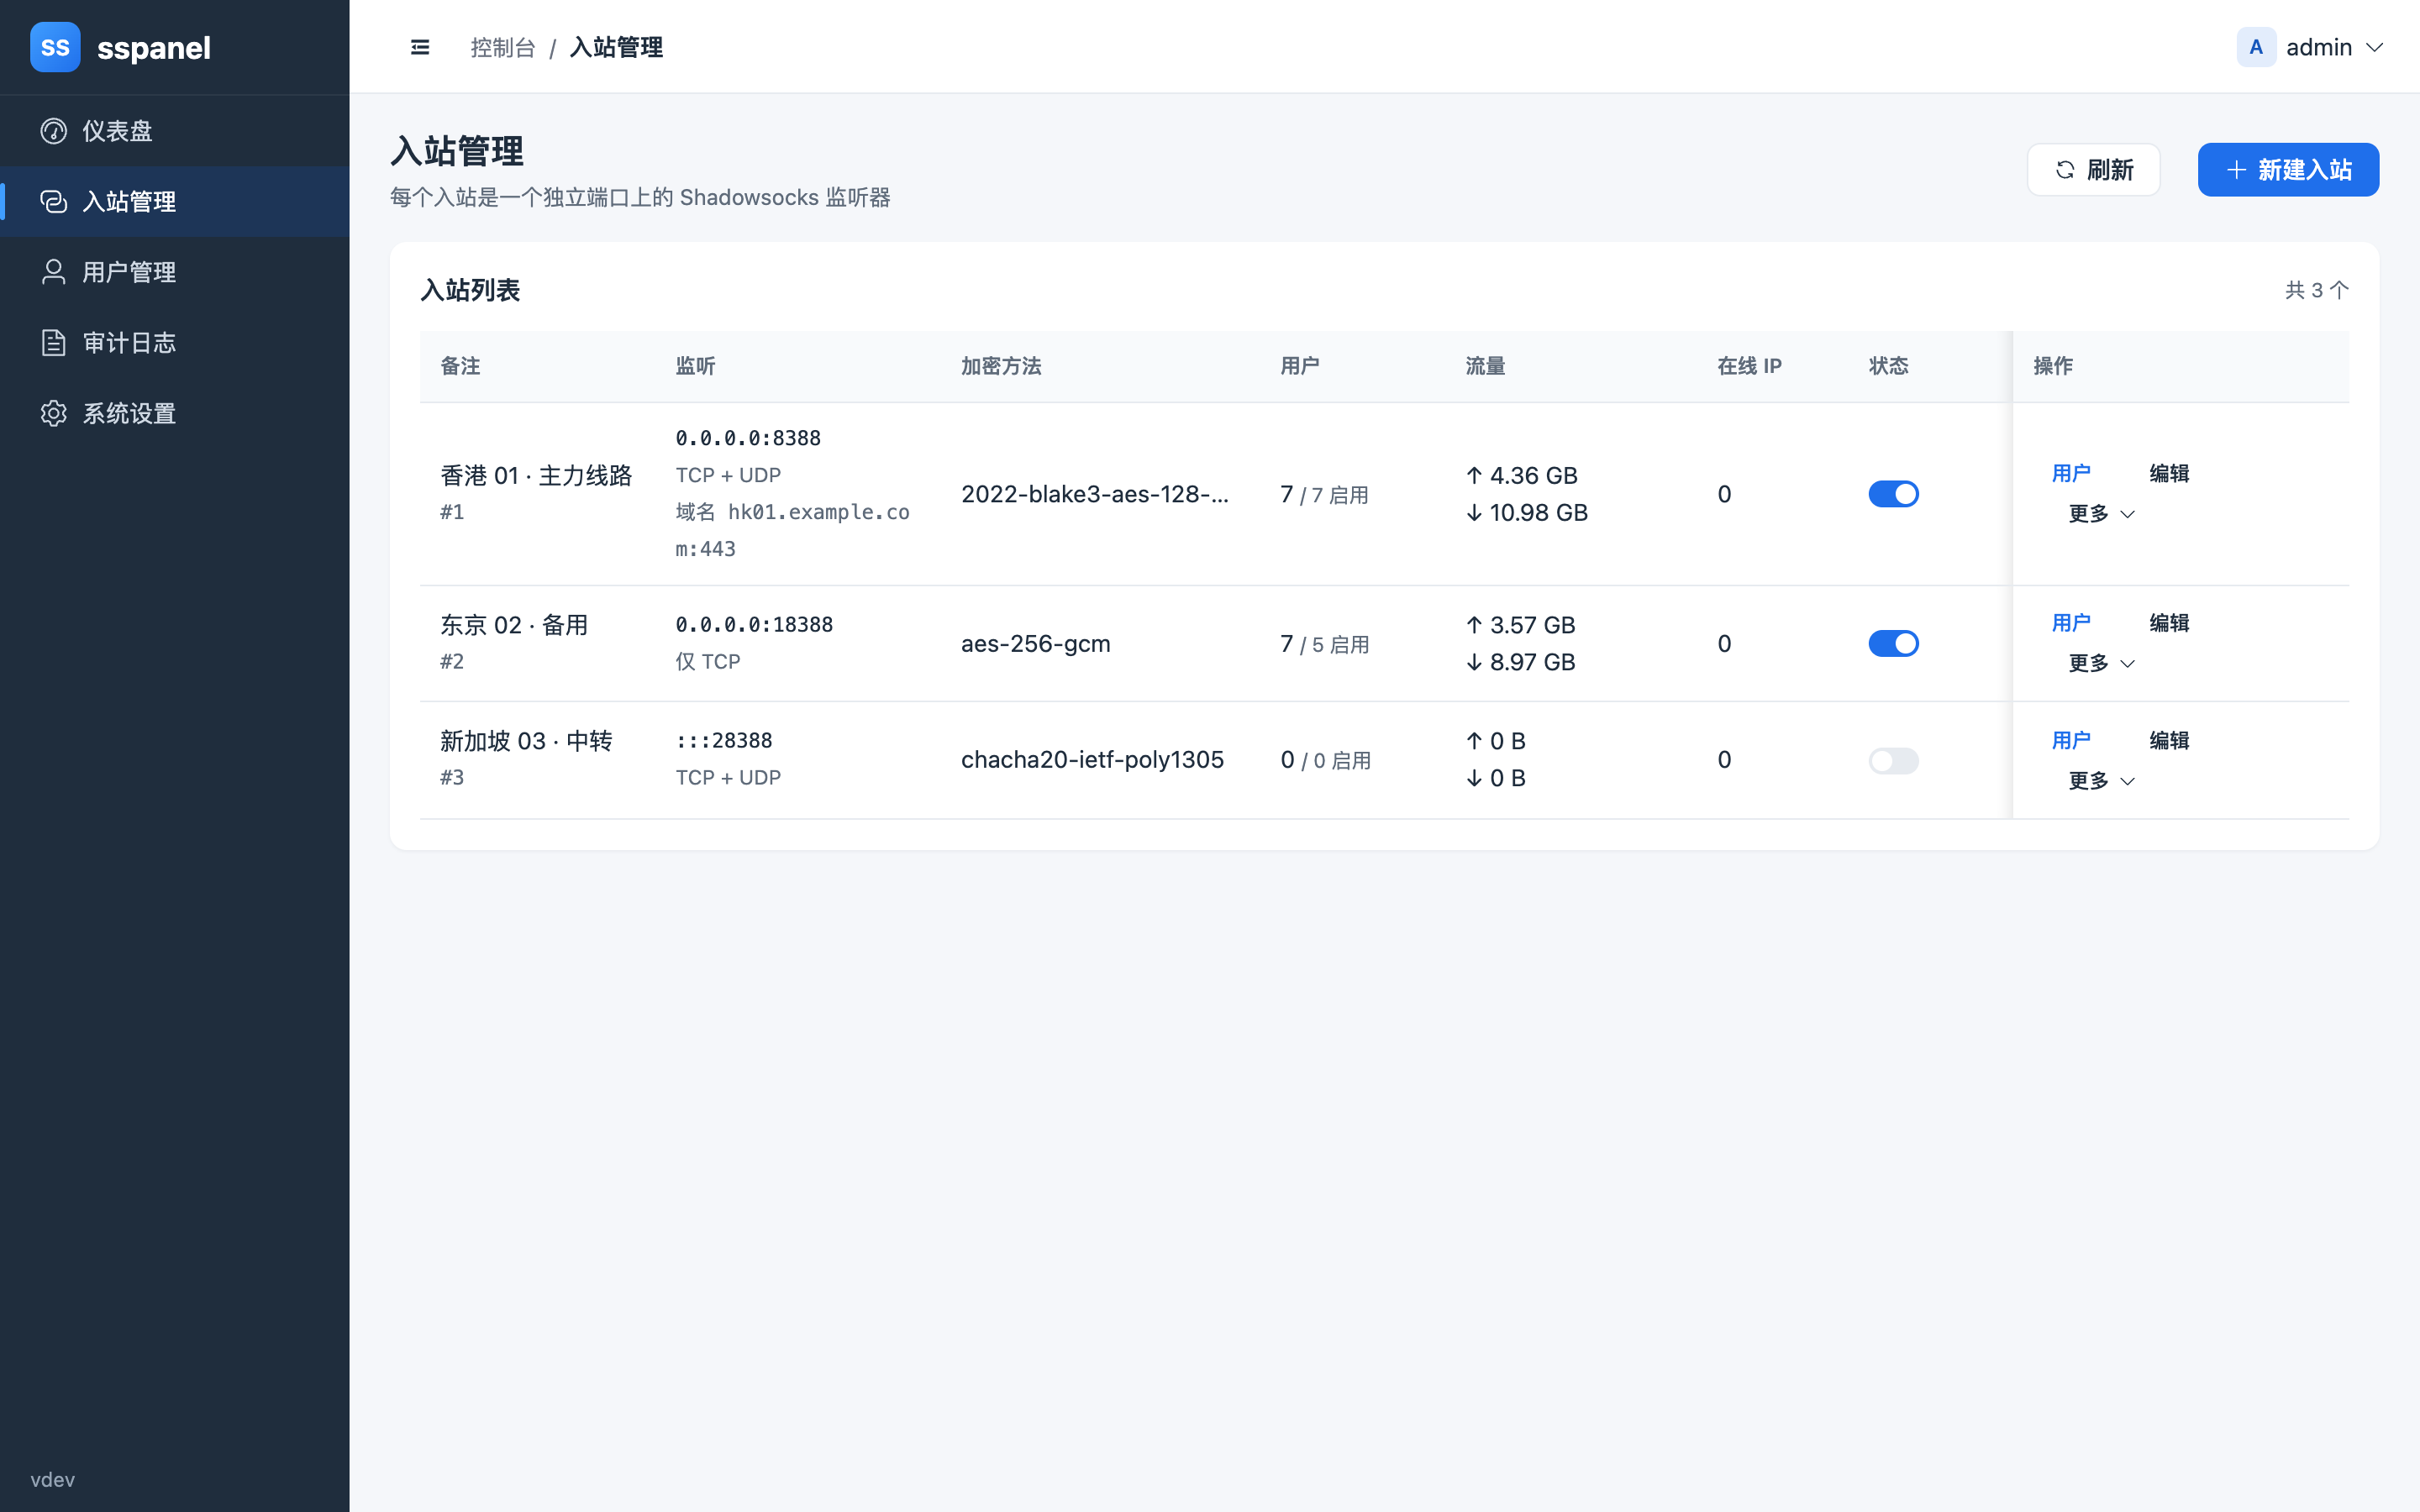 SS sspanel
仪表盘
入站管理
用户管理
审计日志
系统设置
vdev
控制台 / 入站管理
A admin
入站管理
每个入站是一个独立端口上的 Shadowsocks 监听器
刷新
新建入站
入站列表
共 3 个
备注 监听 加密方法 用户 流量 在线 IP 状态 操作
香港 01 · 主力线路
#1
0.0.0.0:8388
TCP + UDP
域名 hk01.example.co
m:443
2022-blake3-aes-128-...
7 / 7 启用
↑ 4.36 GB
↓ 10.98 GB
0
用户 编辑
更多
东京 02 · 备用
#2
0.0.0.0:18388
仅 TCP
aes-256-gcm
7 / 5 启用
↑ 3.57 GB
↓ 8.97 GB
0
用户 编辑
更多
新加坡 03 · 中转
#3
:::28388
TCP + UDP
chacha20-ietf-poly1305
0 / 0 启用
↑ 0 B
↓ 0 B
0
用户 编辑
更多